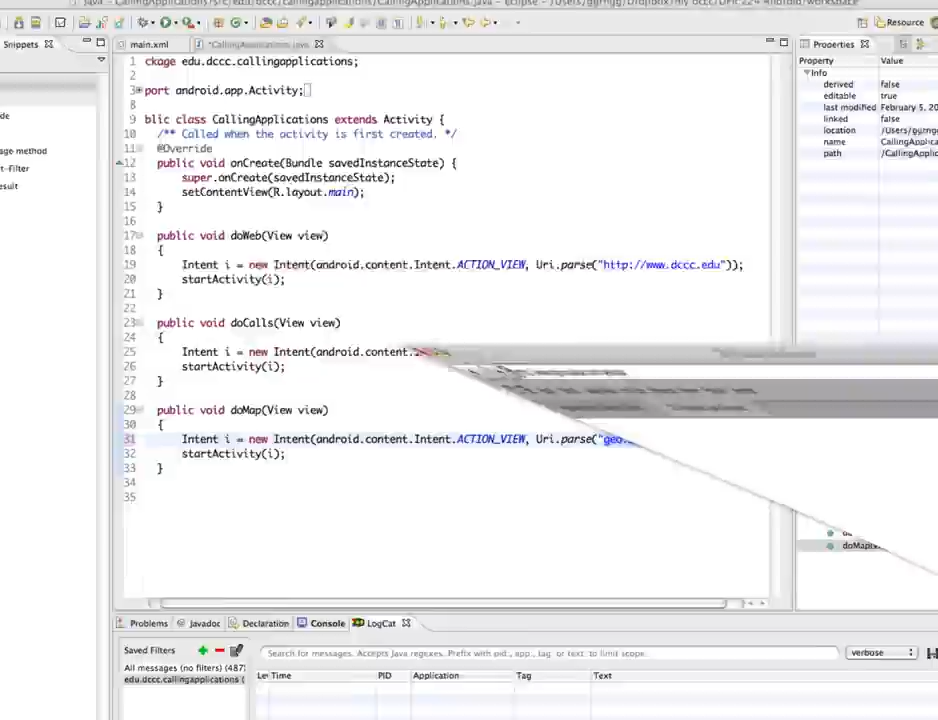 Java - CallingApplications/src/edu/dccc/callingapplications/CallingApplications.java - Eclipse - /Users/
Resource
Snippets
main.xml
*CallingApplications.java
Properties
Property Value
Info
derived false
editable true
last modified February 5, 20
linked false
location
name CallingApplica
path /CallingApplic
age method
1 ckage edu.dccc.callingapplications;
2
3 port android.app.Activity;
8
9 blic class CallingApplications extends Activity {
10 /** Called when the activity is first created. */
11 @Override
12 public void onCreate(Bundle savedInstanceState) {
13 super.onCreate(savedInstanceState);
14 setContentView(R.layout.main);
15 }
16
17 public void doWeb(View view)
18 {
19 Intent i = new Intent(android.content.Intent.ACTION_VIEW, Uri.parse("http://www.dccc.edu"));
20 startActivity(i);
21 }
22
23 public void doCalls(View view)
24 {
25 Intent i = new Intent(android.content.
26 startActivity(i);
27 }
28
29 public void doMap(View view)
30 {
31 Intent i = new Intent(android.content.Intent.ACTION_VIEW, Uri.parse("geo:
32 startActivity(i);
33 }
34
35
doMap(
Problems Javadoc Declaration Console LogCat
Saved Filters
Search for messages. Accepts Java regexes. Prefix with pid:, app:, tag: or text: to limit scope.
verbose
All messages (no filters) (487)
edu.dccc.callingapplications (
Le Time PID Application Tag Text